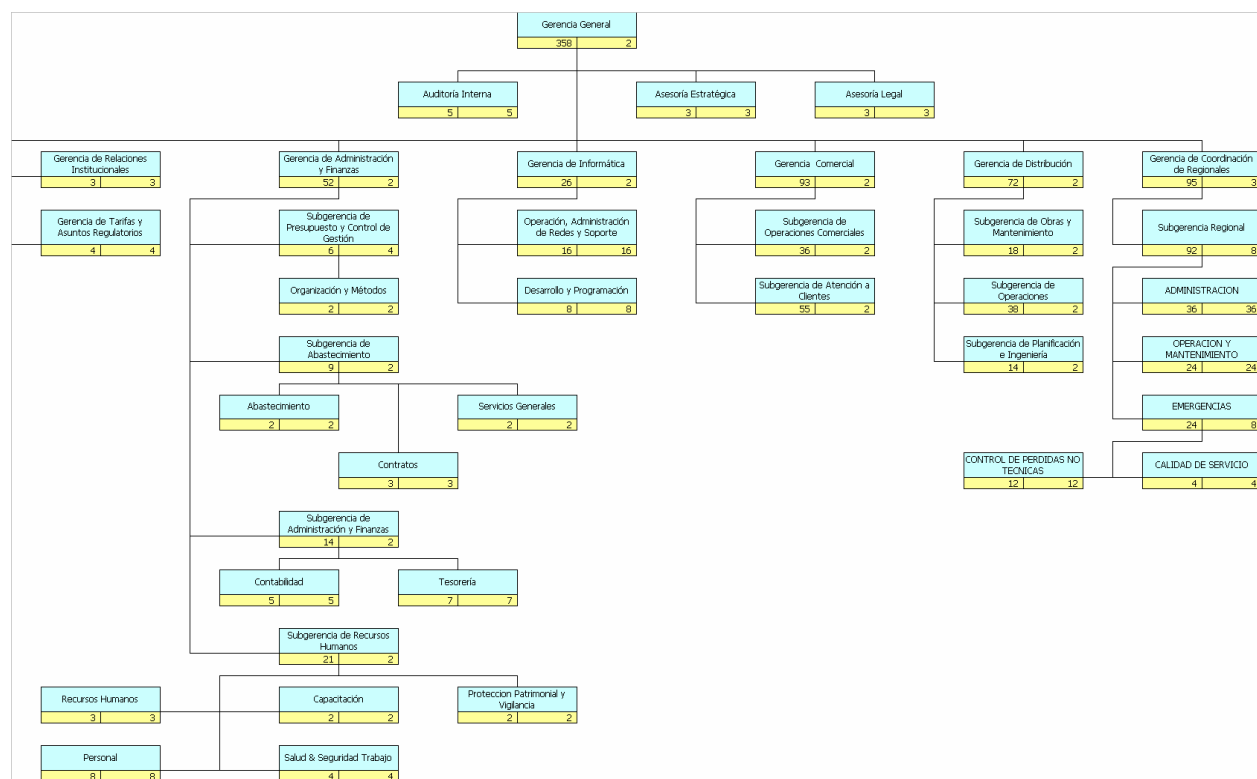 Gerencia General
358 2
Auditoría Interna
5 5
Asesoría Estratégica
3 3
Asesoría Legal
3 3
Gerencia de Relaciones
Institucionales
3 3
Gerencia de Administración
y Finanzas
52 2
Gerencia de Informática
26 2
Gerencia Comercial
93 2
Gerencia de Distribución
72 2
Gerencia de Coordinación
de Regionales
95 3
Gerencia de Tarifas y
Asuntos Regulatorios
4 4
Subgerencia de
Presupuesto y Control de
Gestión
6 4
Operación, Administración
de Redes y Soporte
16 16
Subgerencia de
Operaciones Comerciales
36 2
Subgerencia de Obras y
Mantenimiento
18 2
Subgerencia Regional
92 8
Organización y Métodos
2 2
Desarrollo y Programación
8 8
Subgerencia de Atención a
Clientes
55 2
Subgerencia de
Operaciones
38 2
ADMINISTRACION
36 36
Subgerencia de
Abastecimiento
9 2
Subgerencia de Planificación
e Ingeniería
14 2
OPERACION Y
MANTENIMIENTO
24 24
Abastecimiento
2 2
Servicios Generales
2 2
EMERGENCIAS
24 8
Contratos
3 3
CONTROL DE PERDIDAS NO
TECNICAS
12 12
CALIDAD DE SERVICIO
4 4
Subgerencia de
Administración y Finanzas
14 2
Contabilidad
5 5
Tesorería
7 7
Subgerencia de Recursos
Humanos
21 2
Recursos Humanos
3 3
Capacitación
2 2
Proteccion Patrimonial y
Vigilancia
2 2
Personal
8 8
Salud & Seguridad Trabajo
4 4